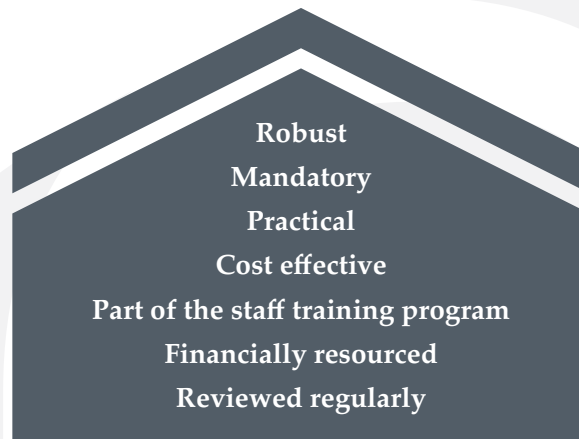 Robust
Mandatory
Practical
Cost effective
Part of the staff training program
Financially resourced
Reviewed regularly